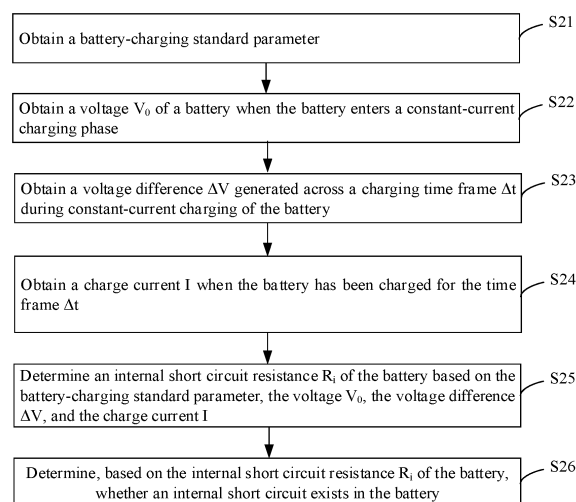 S21
Obtain a battery-charging standard parameter
S22
Obtain a voltage V₀ of a battery when the battery enters a constant-current
charging phase
S23
Obtain a voltage difference ΔV generated across a charging time frame Δt
during constant-current charging of the battery
S24
Obtain a charge current I when the battery has been charged for the time
frame Δt
S25
Determine an internal short circuit resistance Rᵢ of the battery based on the
battery-charging standard parameter, the voltage V₀, the voltage difference
ΔV, and the charge current I
S26
Determine, based on the internal short circuit resistance Rᵢ of the battery,
whether an internal short circuit exists in the battery